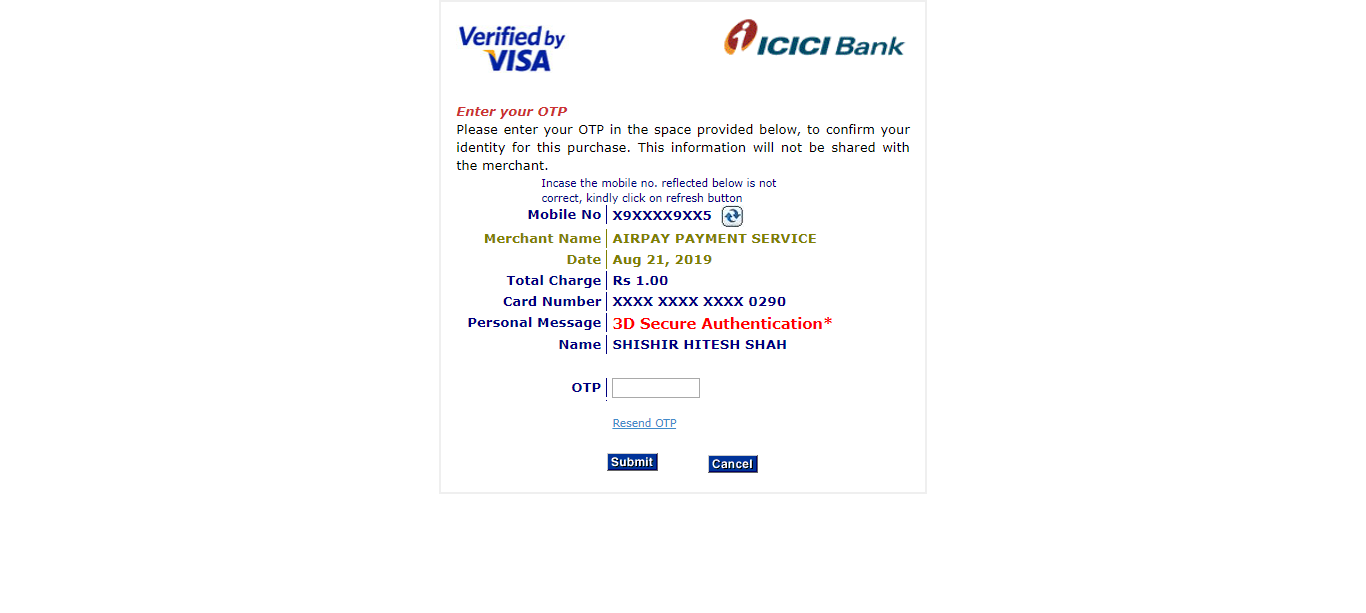 Verified by
VISA
ICICI Bank
Enter your OTP
Please enter your OTP in the space provided below, to confirm your
identity for this purchase. This information will not be shared with
the merchant.
Incase the mobile no. reflected below is not
correct, kindly click on refresh button
Mobile No X9XXXX9XX5
Merchant Name AIRPAY PAYMENT SERVICE
Date Aug 21, 2019
Total Charge Rs 1.00
Card Number XXXX XXXX XXXX 0290
Personal Message 3D Secure Authentication*
Name SHISHIR HITESH SHAH
OTP
Resend OTP
Submit Cancel